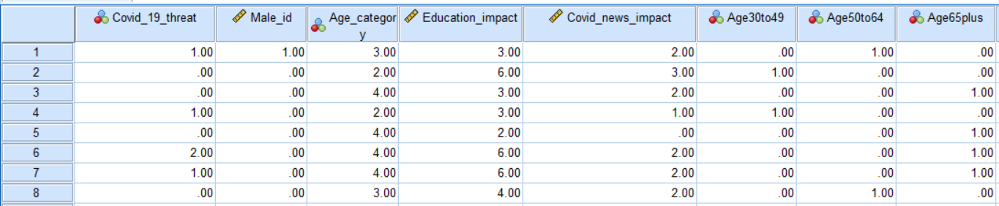 Covid_19_threat Male_id Age_categor
y Education_impact Covid_news_impact Age30to49 Age50to64 Age65plus
1 1.00 1.00 3.00 3.00 2.00 .00 1.00 .00
2 .00 .00 2.00 6.00 3.00 1.00 .00 .00
3 .00 .00 4.00 3.00 2.00 .00 .00 1.00
4 1.00 .00 2.00 3.00 1.00 1.00 .00 .00
5 .00 .00 4.00 2.00 .00 .00 .00 1.00
6 2.00 .00 4.00 6.00 2.00 .00 .00 1.00
7 1.00 .00 4.00 6.00 2.00 .00 .00 1.00
8 .00 .00 3.00 4.00 2.00 .00 1.00 .00